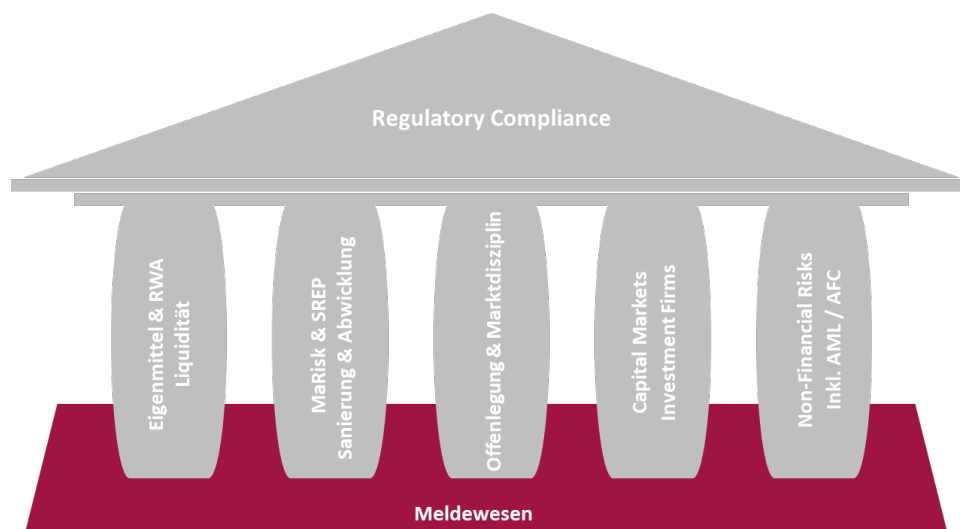 Regulatory Compliance
Eigenmittel & RWA
Liquidität
MaRisk & SREP
Sanierung & Abwicklung
Offenlegung & Marktdisziplin
Capital Markets
Investment Firms
Non-Financial Risks
Inkl. AML / AFC
Meldewesen